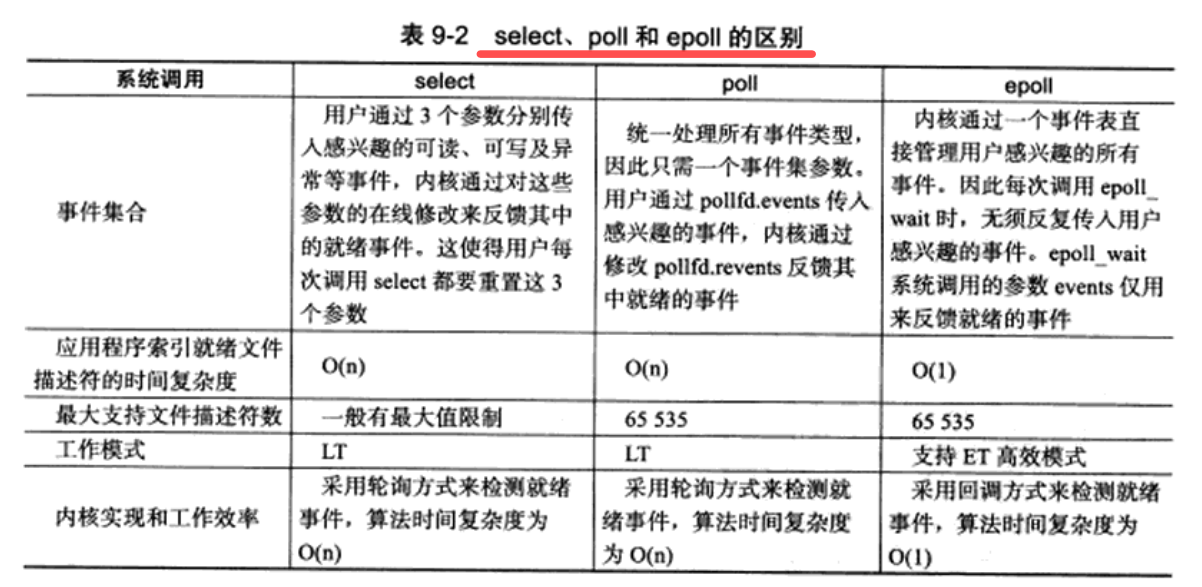 表 9-2 select、poll 和 epoll 的区别
系统调用
select
poll
epoll
事件集合
用户通过 3 个参数分别传
入感兴趣的可读、可写及异
常等事件，内核通过对这些
参数的在线修改来反馈其中
的就绪事件。这使得用户每
次调用 select 都要重置这 3
个参数
统一处理所有事件类型，
因此只需一个事件集参数。
用户通过 pollfd.events 传入
感兴趣的事件，内核通过
修改 pollfd.revents 反馈其
中就绪的事件
内核通过一个事件表直
接管理用户感兴趣的所有
事件。因此每次调用 epoll_
wait 时，无须反复传入用户
感兴趣的事件。epoll_wait
系统调用的参数 events 仅用
来反馈就绪的事件
应用程序索引就绪文件
描述符的时间复杂度
O(n)
O(n)
O(1)
最大支持文件描述符数
一般有最大值限制
65 535
65 535
工作模式
LT
LT
支持 ET 高效模式
内核实现和工作效率
采用轮询方式来检测就绪
事件，算法时间复杂度为
O(n)
采用轮询方式来检测就
绪事件，算法时间复杂度
为 O(n)
采用回调方式来检测就绪
事件，算法时间复杂度为
O(1)